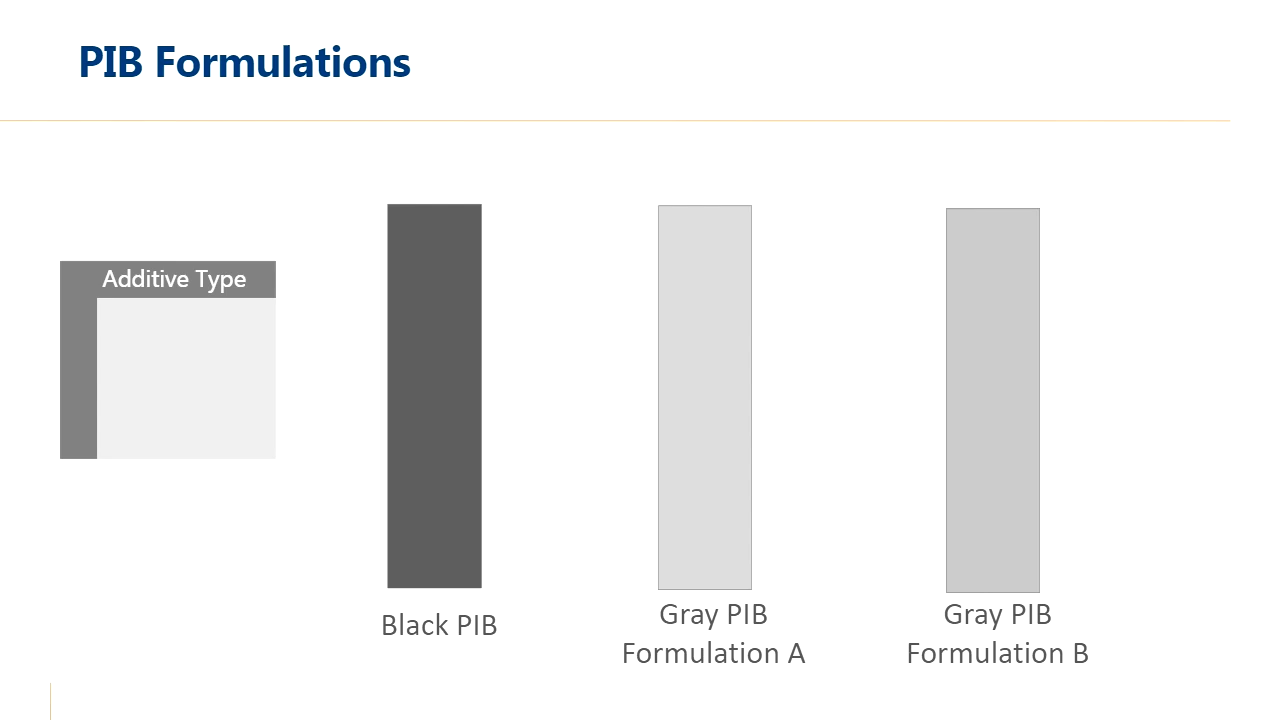 PIB Formulations
Additive Type
Black PIB
Gray PIB
Formulation A
Gray PIB
Formulation B